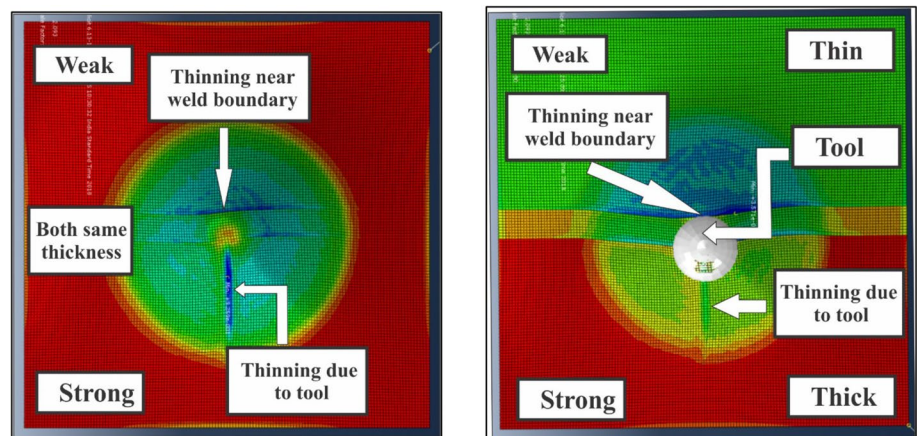 Weak
Thinning near
weld boundary
Both same
thickness
Strong
Thinning due
to tool
Weak
Thin
Thinning near
weld boundary
Tool
Thinning due
to tool
Strong
Thick